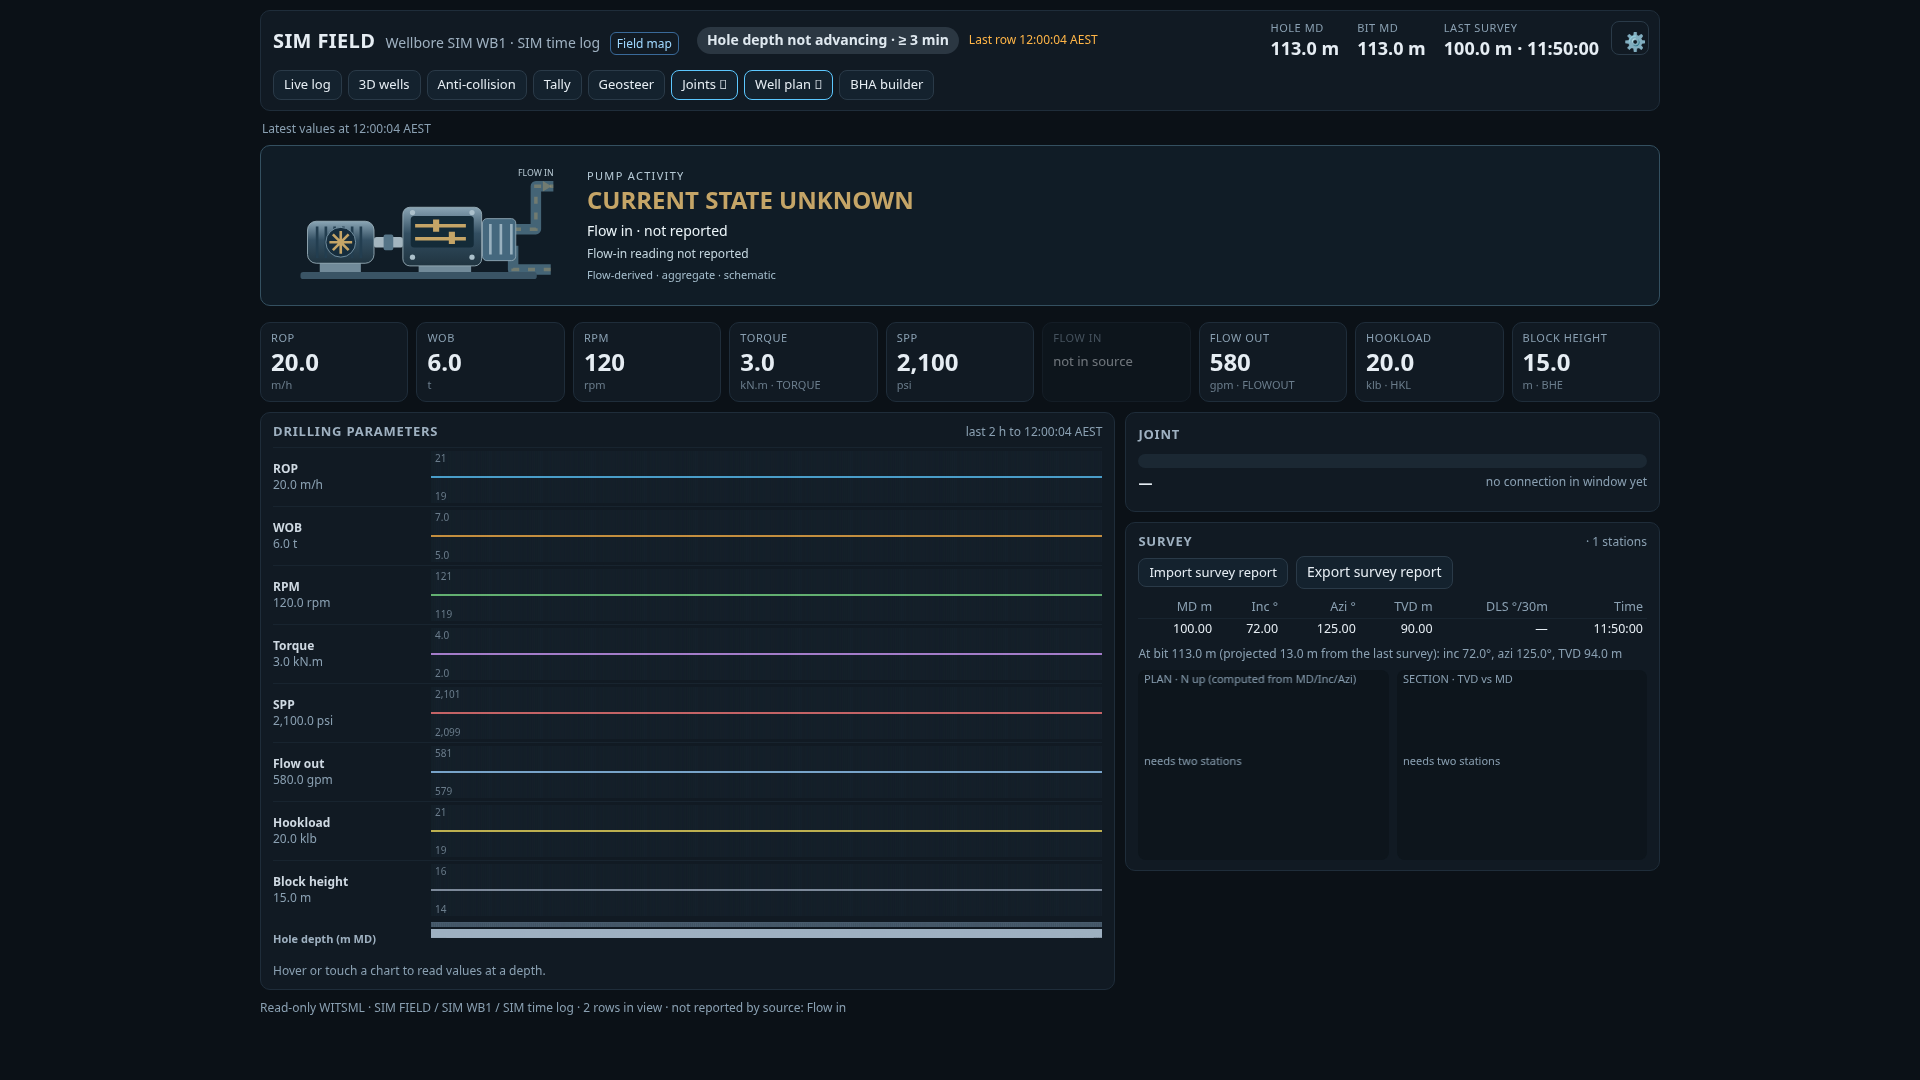 SIM FIELD Wellbore SIM WB1 · SIM time log Field map Hole depth not advancing · ≥ 3 min Last row 12:00:04 AEST
HOLE MD BIT MD LAST SURVEY
113.0 m 113.0 m 100.0 m · 11:50:00
Live log 3D wells Anti-collision Tally Geosteer Joints Well plan BHA builder
Latest values at 12:00:04 AEST
FLOW IN
PUMP ACTIVITY
CURRENT STATE UNKNOWN
Flow in · not reported
Flow-in reading not reported
Flow-derived · aggregate · schematic
ROP
20.0
m/h
WOB
6.0
t
RPM
120
rpm
TORQUE
3.0
kN.m · TORQUE
SPP
2,100
psi
FLOW IN
not in source
FLOW OUT
580
gpm · FLOWOUT
HOOKLOAD
20.0
klb · HKL
BLOCK HEIGHT
15.0
m · BHE
DRILLING PARAMETERS last 2 h to 12:00:04 AEST
ROP
20.0 m/h
21
19
WOB
6.0 t
7.0
5.0
RPM
120.0 rpm
121
119
Torque
3.0 kN.m
4.0
2.0
SPP
2,100.0 psi
2,101
2,099
Flow out
580.0 gpm
581
579
Hookload
20.0 klb
21
19
Block height
15.0 m
16
14
Hole depth (m MD)
Hover or touch a chart to read values at a depth.
JOINT
— no connection in window yet
SURVEY · 1 stations
Import survey report Export survey report
MD m Inc ° Azi ° TVD m DLS °/30m Time
100.00 72.00 125.00 90.00 — 11:50:00
At bit 113.0 m (projected 13.0 m from the last survey): inc 72.0°, azi 125.0°, TVD 94.0 m
PLAN · N up (computed from MD/Inc/Azi) SECTION · TVD vs MD
needs two stations needs two stations
Read-only WITSML · SIM FIELD / SIM WB1 / SIM time log · 2 rows in view · not reported by source: Flow in